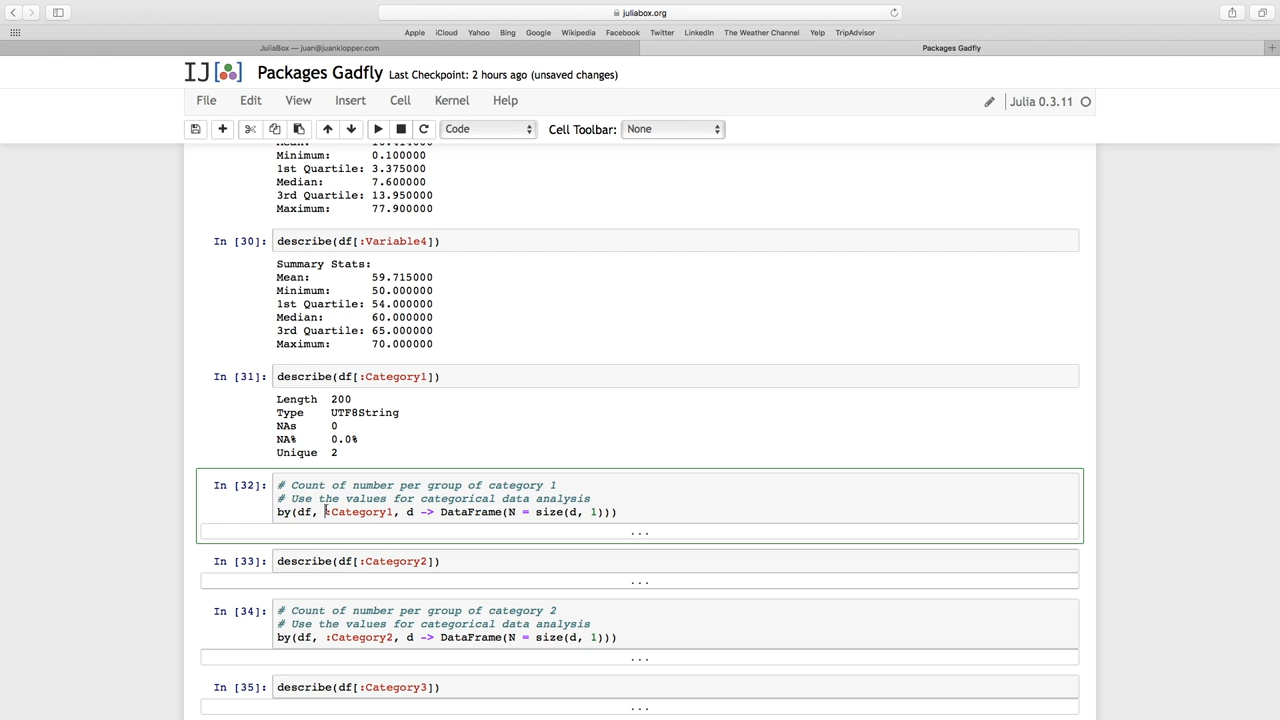 juliabox.org
Apple iCloud Yahoo Bing Google Wikipedia Facebook Twitter LinkedIn The Weather Channel Yelp TripAdvisor
JuliaBox — juan@juanklopper.com
Packages Gadfly
IJ[ ] Packages Gadfly Last Checkpoint: 2 hours ago (unsaved changes)
File Edit View Insert Cell Kernel Help
Julia 0.3.11
Code Cell Toolbar: None
Minimum: 0.100000
1st Quartile: 3.375000
Median: 7.600000
3rd Quartile: 13.950000
Maximum: 77.900000
In [30]: describe(df[:Variable4])
Summary Stats:
Mean: 59.715000
Minimum: 50.000000
1st Quartile: 54.000000
Median: 60.000000
3rd Quartile: 65.000000
Maximum: 70.000000
In [31]: describe(df[:Category1])
Length 200
Type UTF8String
NAs 0
NA% 0.0%
Unique 2
In [32]: # Count of number per group of category 1
# Use the values for categorical data analysis
by(df, :Category1, d -> DataFrame(N = size(d, 1)))
...
In [33]: describe(df[:Category2])
...
In [34]: # Count of number per group of category 2
# Use the values for categorical data analysis
by(df, :Category2, d -> DataFrame(N = size(d, 1)))
...
In [35]: describe(df[:Category3])
...